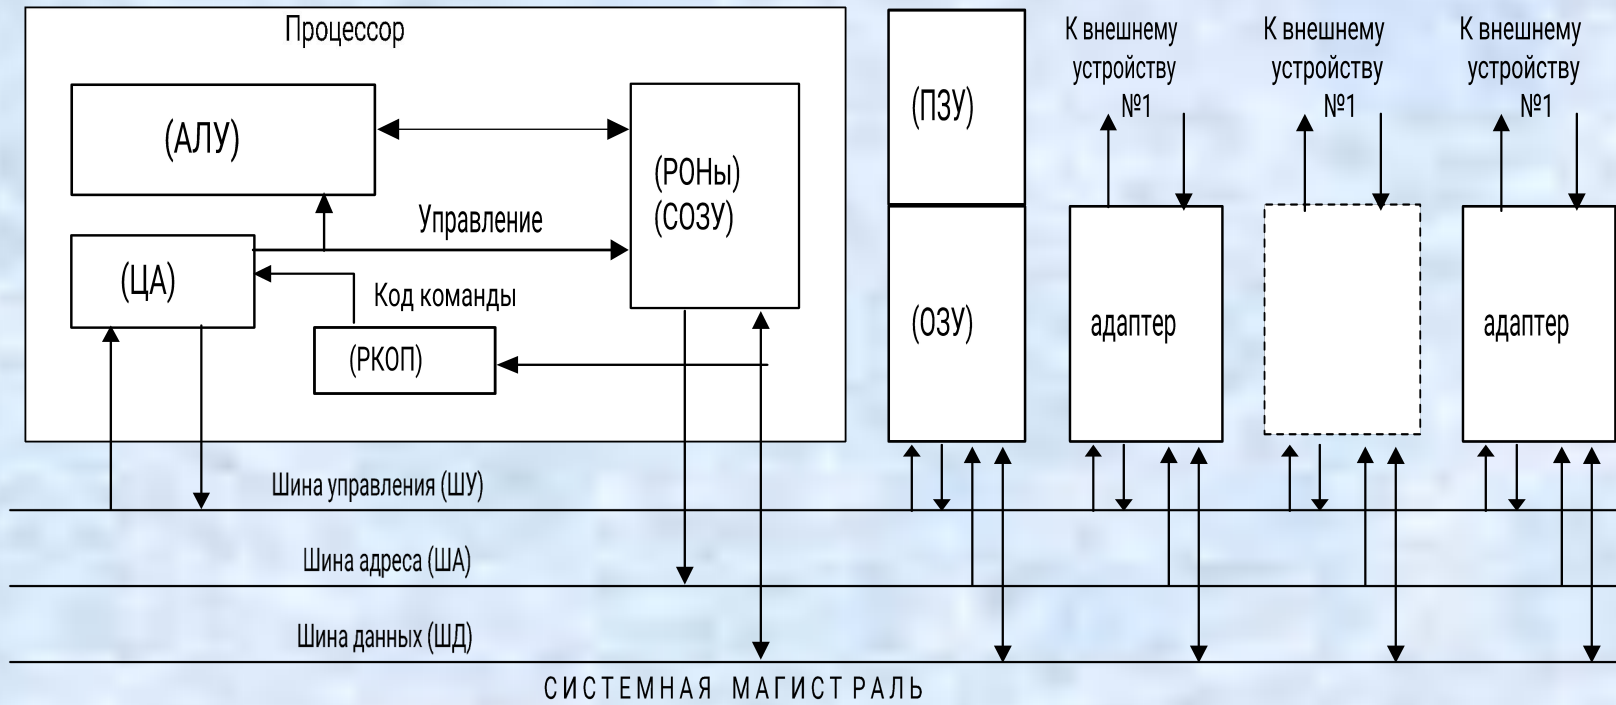 Процессор
(АЛУ)
(РОНы)
(СОЗУ)
Управление
(ЦА)
Код команды
(РКОП)
(ПЗУ)
(ОЗУ)
К внешнему
устройству
№1
К внешнему
устройству
№1
К внешнему
устройству
№1
адаптер
адаптер
Шина управления (ШУ)
Шина адреса (ША)
Шина данных (ШД)
СИСТЕМНАЯ МАГИСТРАЛЬ